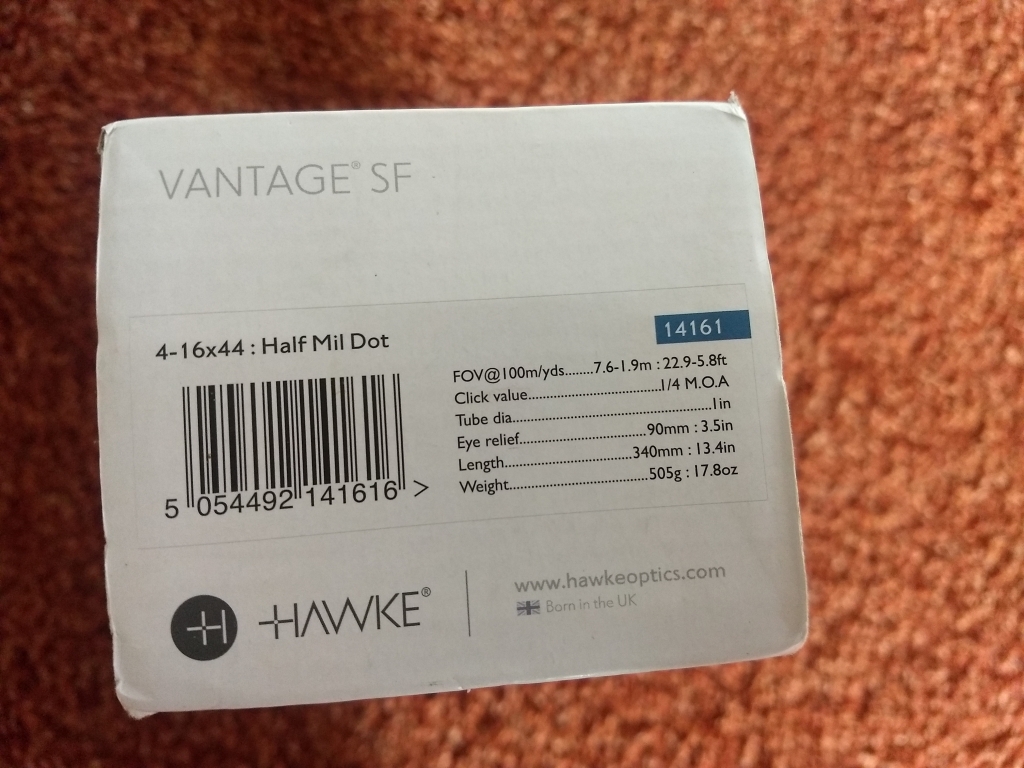 VANTAGE® SF
14161
4-16x44 : Half Mil Dot
FOV@100m/yds........7.6-1.9m : 22.9-5.8ft
Click value..............................1/4 M.O.A
Tube dia.............................................1in
Eye relief............................90mm : 3.5in
Length............................340mm : 13.4in
Weight...............................505g : 17.8oz
5 054492 141616 >
HAWKE®
www.hawkeoptics.com
Born in the UK